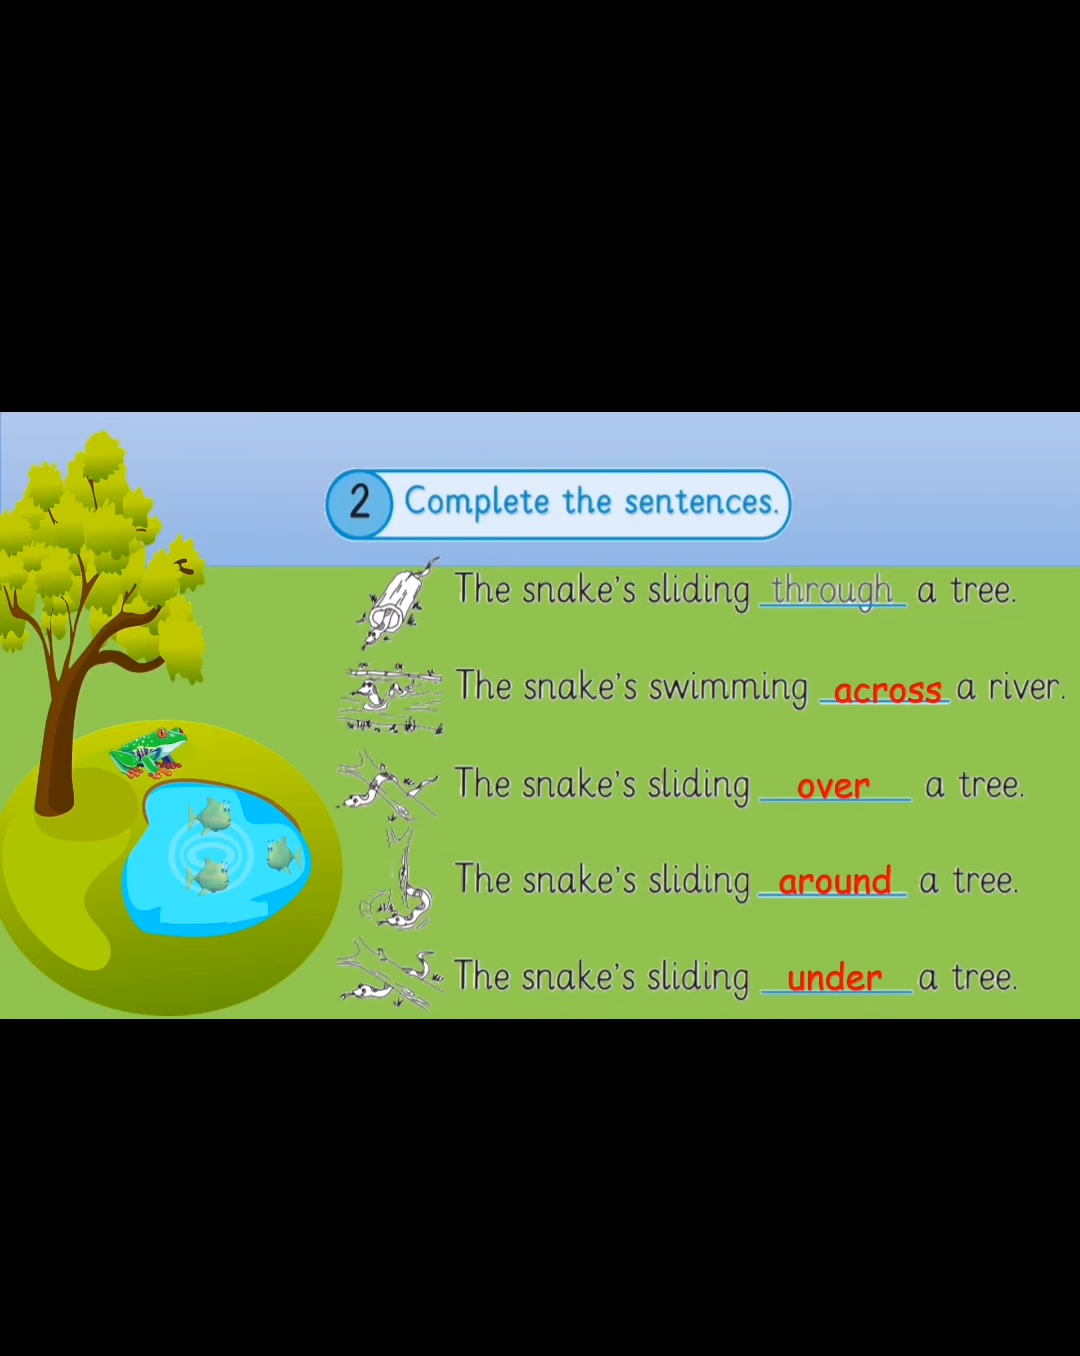 2 Complete the sentences.
The snake's sliding through a tree.
The snake's swimming across a river.
The snake's sliding over a tree.
The snake's sliding around a tree.
The snake's sliding under a tree.